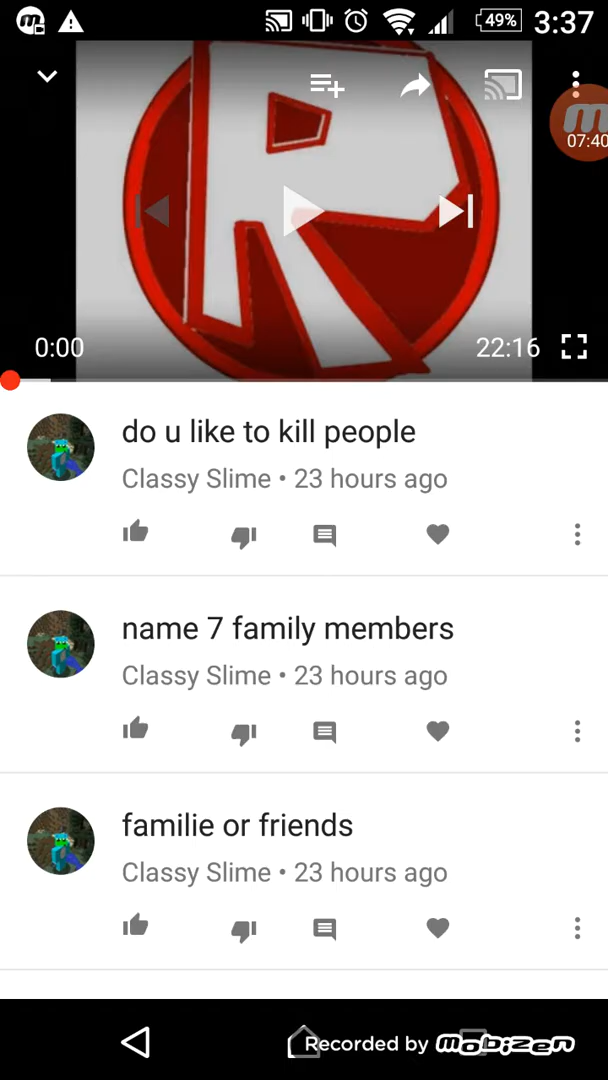 49% 3:37
07:40
R
0:00 22:16
do u like to kill people
Classy Slime • 23 hours ago
name 7 family members
Classy Slime • 23 hours ago
familie or friends
Classy Slime • 23 hours ago
Recorded by mobizen